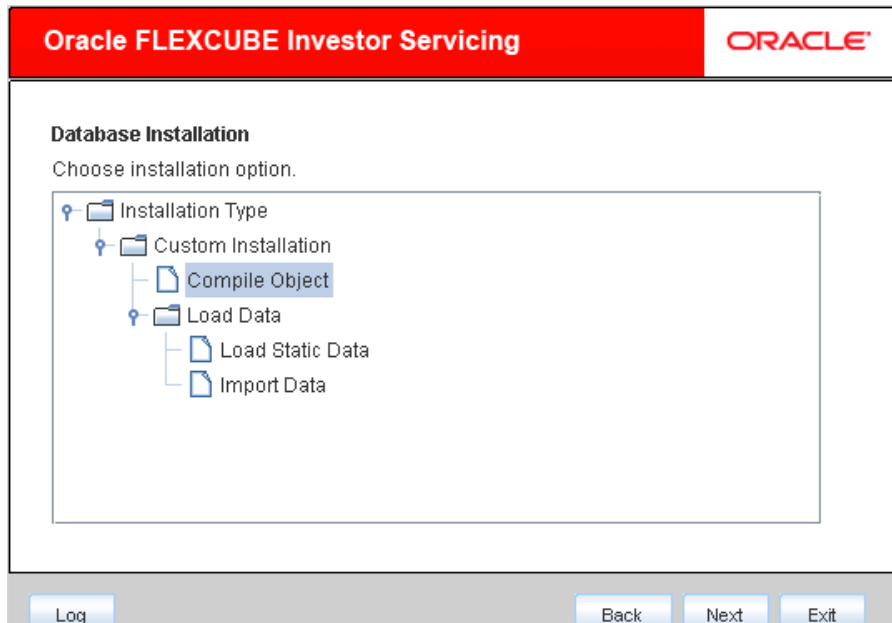 Oracle FLEXCUBE Investor Servicing
ORACLE
Database Installation
Choose installation option.
Installation Type
Custom Installation
Compile Object
Load Data
Load Static Data
Import Data
Log
Back
Next
Exit